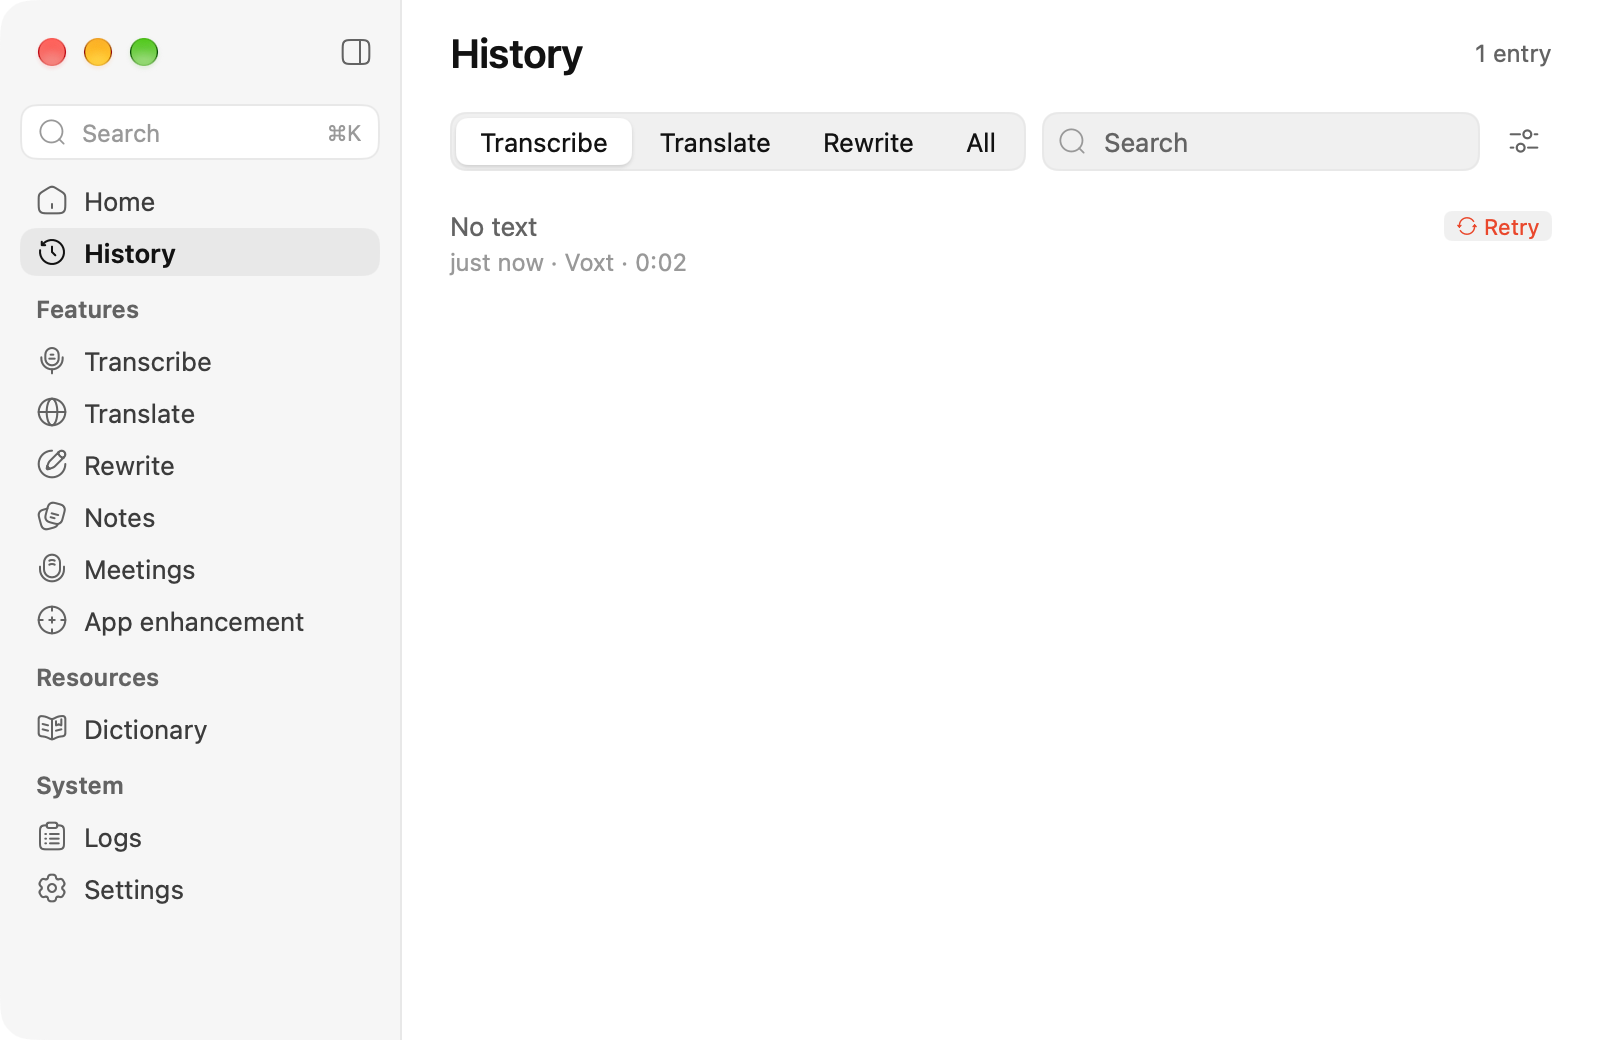 Search ⌘K
Home
History
Features
Transcribe
Translate
Rewrite
Notes
Meetings
App enhancement
Resources
Dictionary
System
Logs
Settings
History
1 entry
Transcribe Translate Rewrite All
Search
No text
Retry
just now · Voxt · 0:02